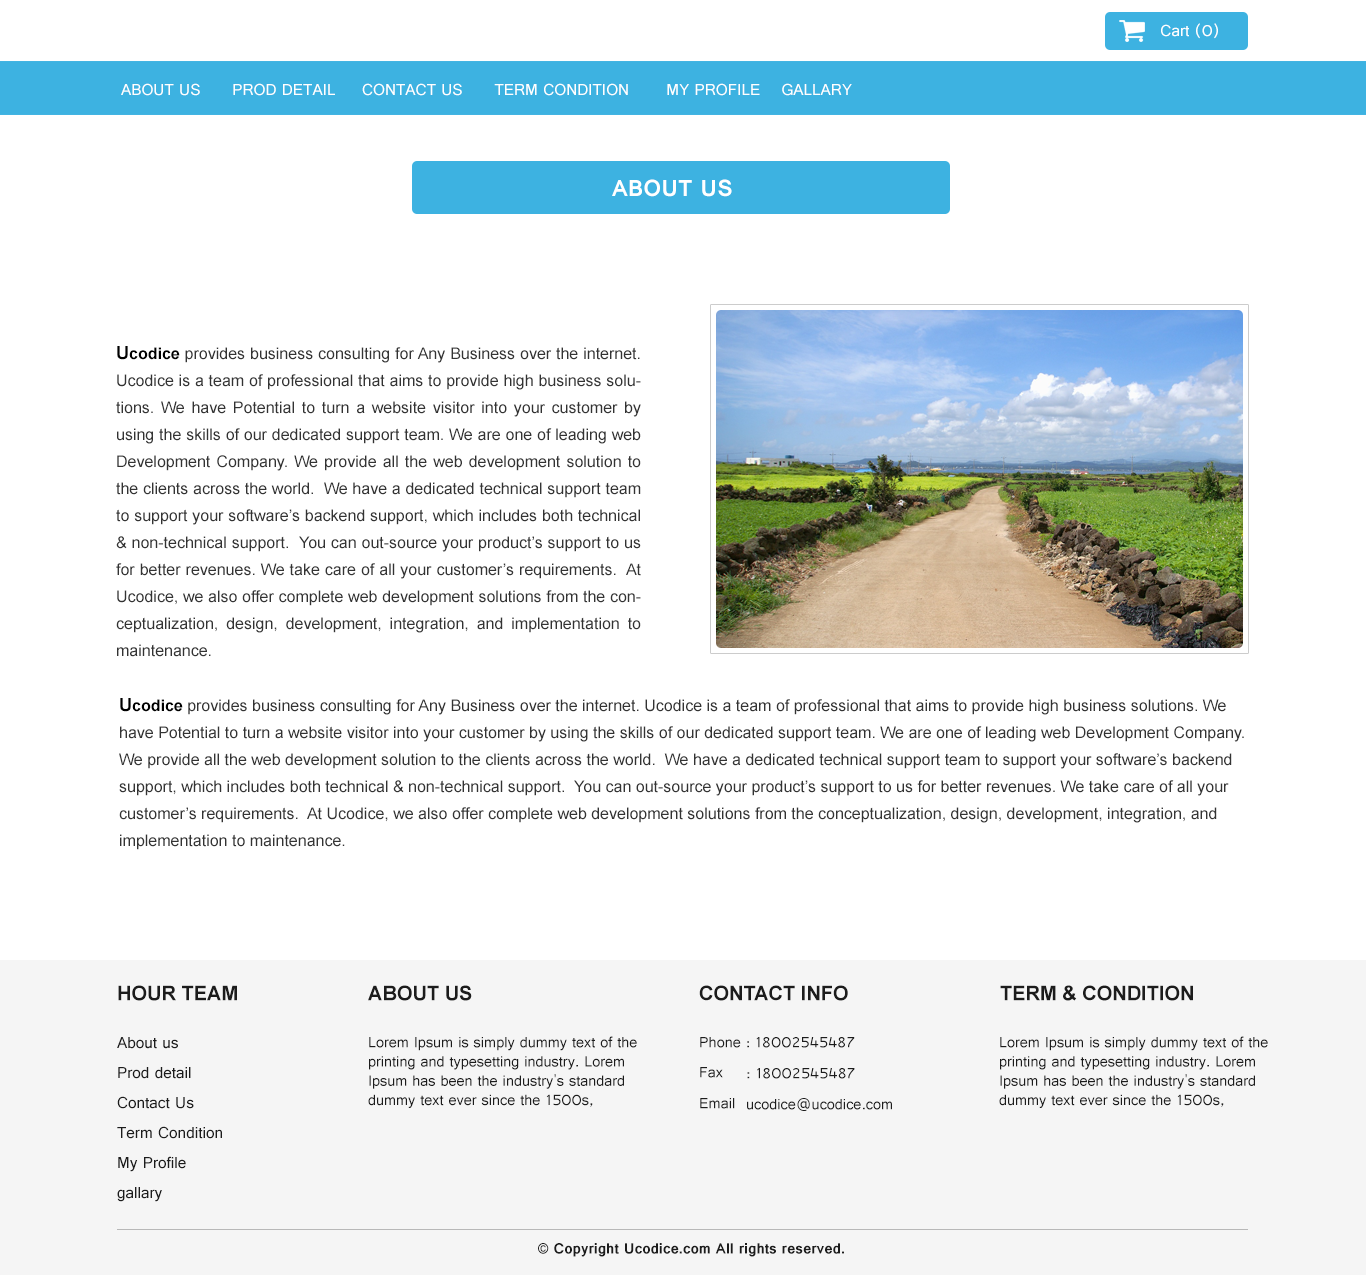 Cart (0)
ABOUT US PROD DETAIL CONTACT US TERM CONDITION MY PROFILE GALLARY
ABOUT US
Ucodice provides business consulting for Any Business over the internet.
Ucodice is a team of professional that aims to provide high business solu-
tions. We have Potential to turn a website visitor into your customer by
using the skills of our dedicated support team. We are one of leading web
Development Company. We provide all the web development solution to
the clients across the world.  We have a dedicated technical support team
to support your software’s backend support, which includes both technical
& non-technical support.  You can out-source your product’s support to us
for better revenues. We take care of all your customer’s requirements.  At
Ucodice, we also offer complete web development solutions from the con-
ceptualization, design, development, integration, and implementation to
maintenance.
Ucodice provides business consulting for Any Business over the internet. Ucodice is a team of professional that aims to provide high business solutions. We
have Potential to turn a website visitor into your customer by using the skills of our dedicated support team. We are one of leading web Development Company.
We provide all the web development solution to the clients across the world.  We have a dedicated technical support team to support your software’s backend
support, which includes both technical & non-technical support.  You can out-source your product’s support to us for better revenues. We take care of all your
customer’s requirements.  At Ucodice, we also offer complete web development solutions from the conceptualization, design, development, integration, and
implementation to maintenance.
HOUR TEAM
About us
Prod detail
Contact Us
Term Condition
My Profile
gallary
ABOUT US
Lorem Ipsum is simply dummy text of the
printing and typesetting industry. Lorem
Ipsum has been the industry's standard
dummy text ever since the 1500s,
CONTACT INFO
Phone : 18002545487
Fax : 18002545487
Email ucodice@ucodice.com
TERM & CONDITION
Lorem Ipsum is simply dummy text of the
printing and typesetting industry. Lorem
Ipsum has been the industry's standard
dummy text ever since the 1500s,
© Copyright Ucodice.com All rights reserved.